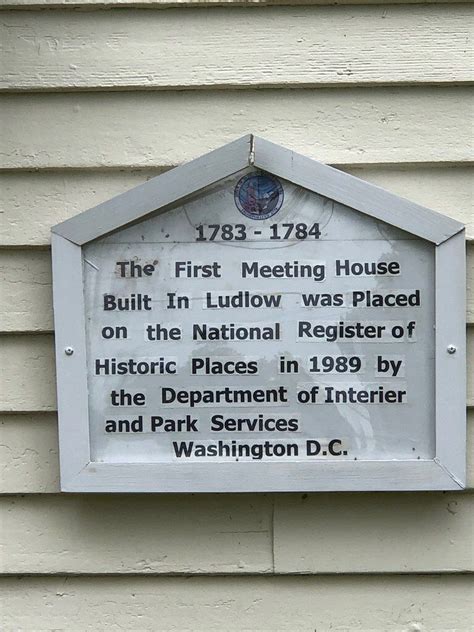 1783 - 1784
The First Meeting House
Built In Ludlow was Placed
on the National Register of
Historic Places in 1989 by
the Department of Interier
and Park Services
Washington D.C.